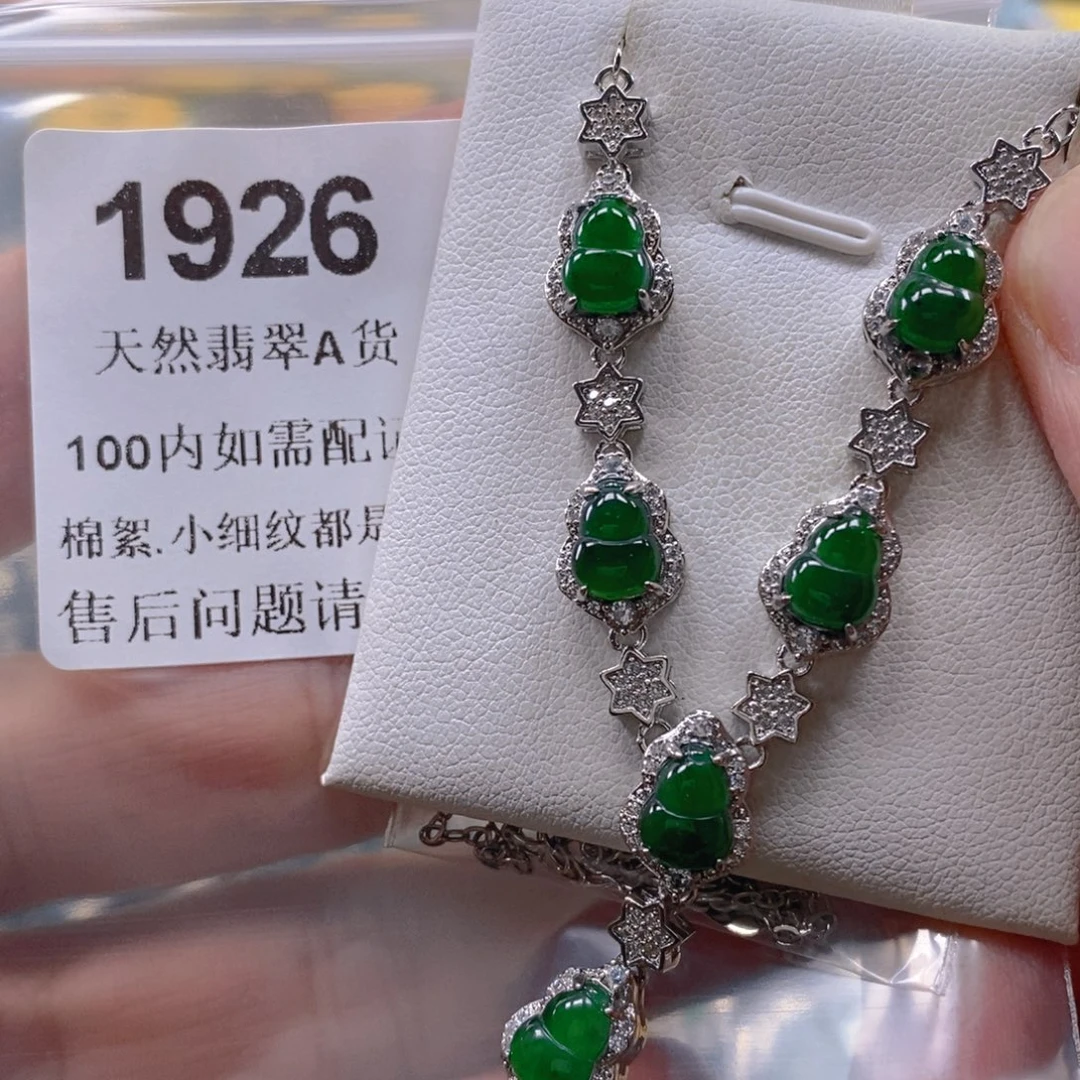 1926
天然翡翠A货
100内如需配
棉絮.小细纹都是
售后问题请